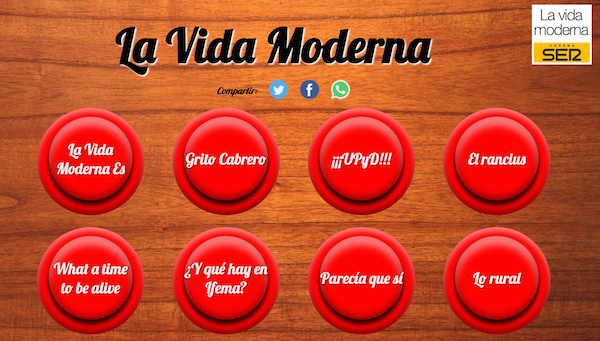 La Vida Moderna
La vida
moderna
CADENA
SER
Compartir:
La Vida
Moderna Es
Grito Cabrero
¡¡¡UPyD!!!
El rancius
What a time
to be alive
¿Y qué hay en
Ifema?
Parecía que sí
Lo rural